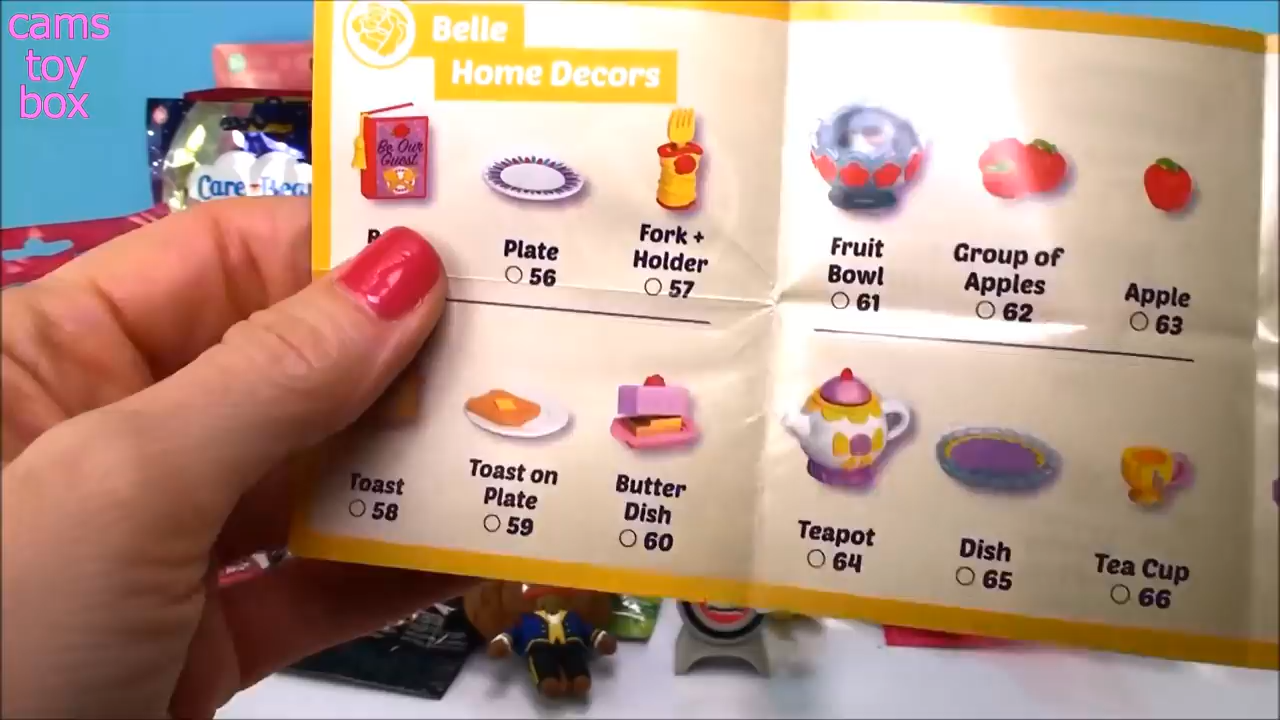 cams
toy
box
Belle
Home Decors
Be Our
Guest
Care Bear
Plate
56
Fork +
Holder
57
Fruit
Bowl
61
Group of
Apples
62
Apple
63
Toast
58
Toast on
Plate
59
Butter
Dish
60
Teapot
64
Dish
65
Tea Cup
66